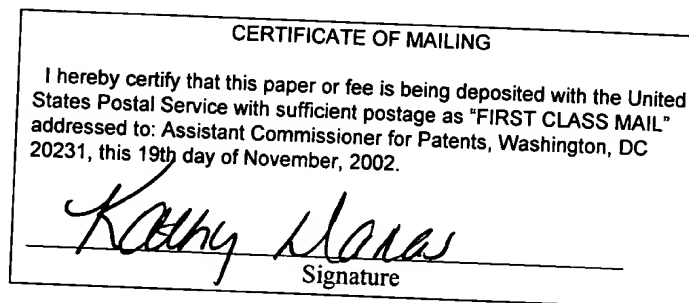 CERTIFICATE OF MAILING
I hereby certify that this paper or fee is being deposited with the United
States Postal Service with sufficient postage as "FIRST CLASS MAIL"
addressed to: Assistant Commissioner for Patents, Washington, DC
20231, this 19th day of November, 2002.
Kathy
Signature